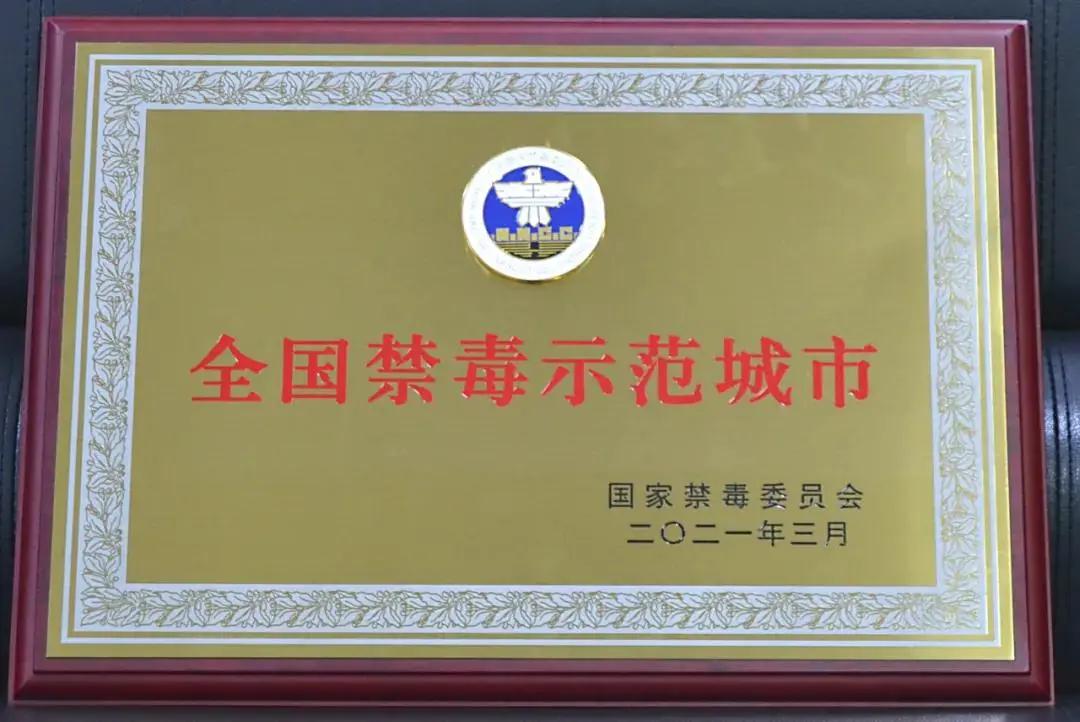 全国禁毒示范城市
国家禁毒委员会
二〇二一年三月